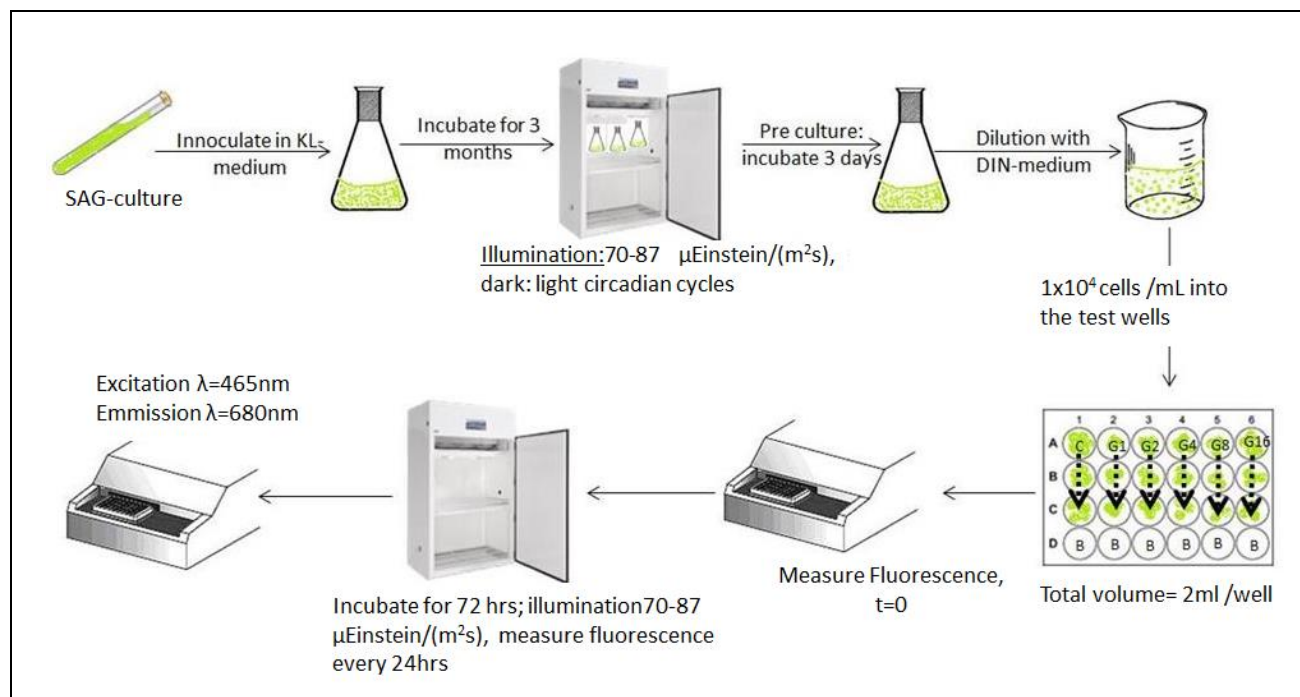 SAG-culture
Innoculate in KL-
medium
Incubate for 3
months
Illumination:70-87 µEinstein/(m²s),
dark: light circadian cycles
Pre culture:
incubate 3 days
Dilution with
DIN-medium
1x10⁴ cells /mL into
the test wells
1 2 3 4 5 6
A C G1 G2 G4 G8 G16
B
C
D B B B B B B
Total volume= 2ml /well
Measure Fluorescence,
t=0
Incubate for 72 hrs; illumination70-87
µEinstein/(m²s), measure fluorescence
every 24hrs
Excitation λ=465nm
Emmission λ=680nm